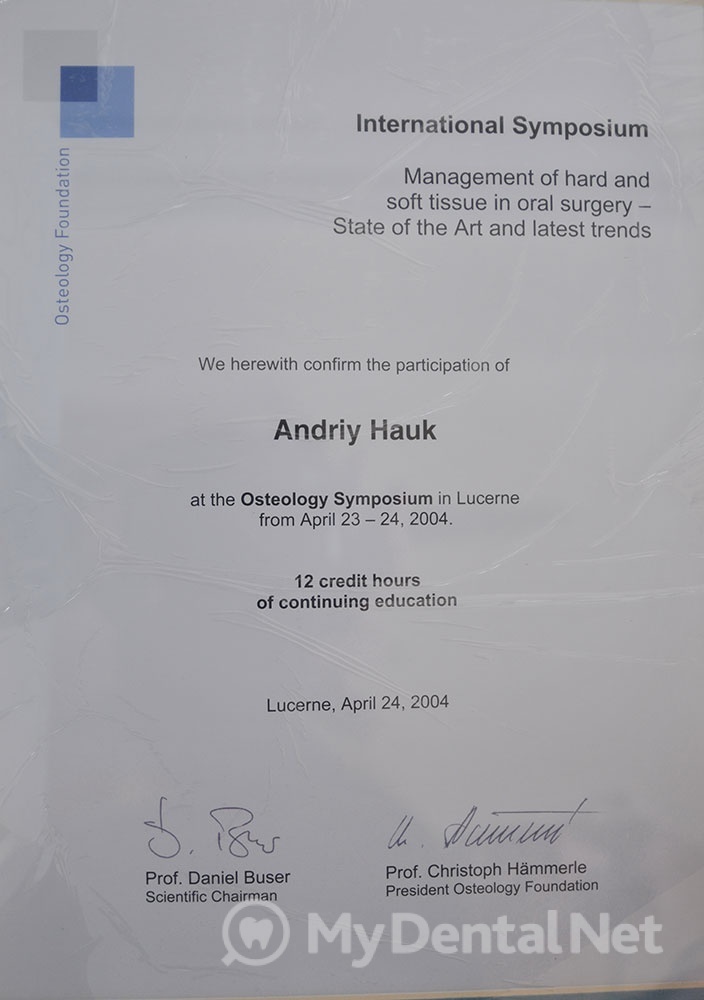 Osteology Foundation
International Symposium
Management of hard and
soft tissue in oral surgery –
State of the Art and latest trends
We herewith confirm the participation of
Andriy Hauk
at the Osteology Symposium in Lucerne
from April 23 – 24, 2004.
12 credit hours
of continuing education
Lucerne, April 24, 2004
Prof. Daniel Buser
Scientific Chairman
Prof. Christoph Hämmerle
President Osteology Foundation
MyDental Net